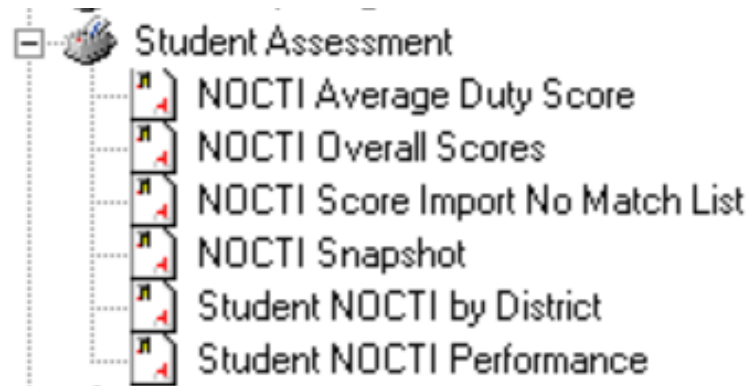 Student Assessment
NOCTI Average Duty Score
NOCTI Overall Scores
NOCTI Score Import No Match List
NOCTI Snapshot
Student NOCTI by District
Student NOCTI Performance